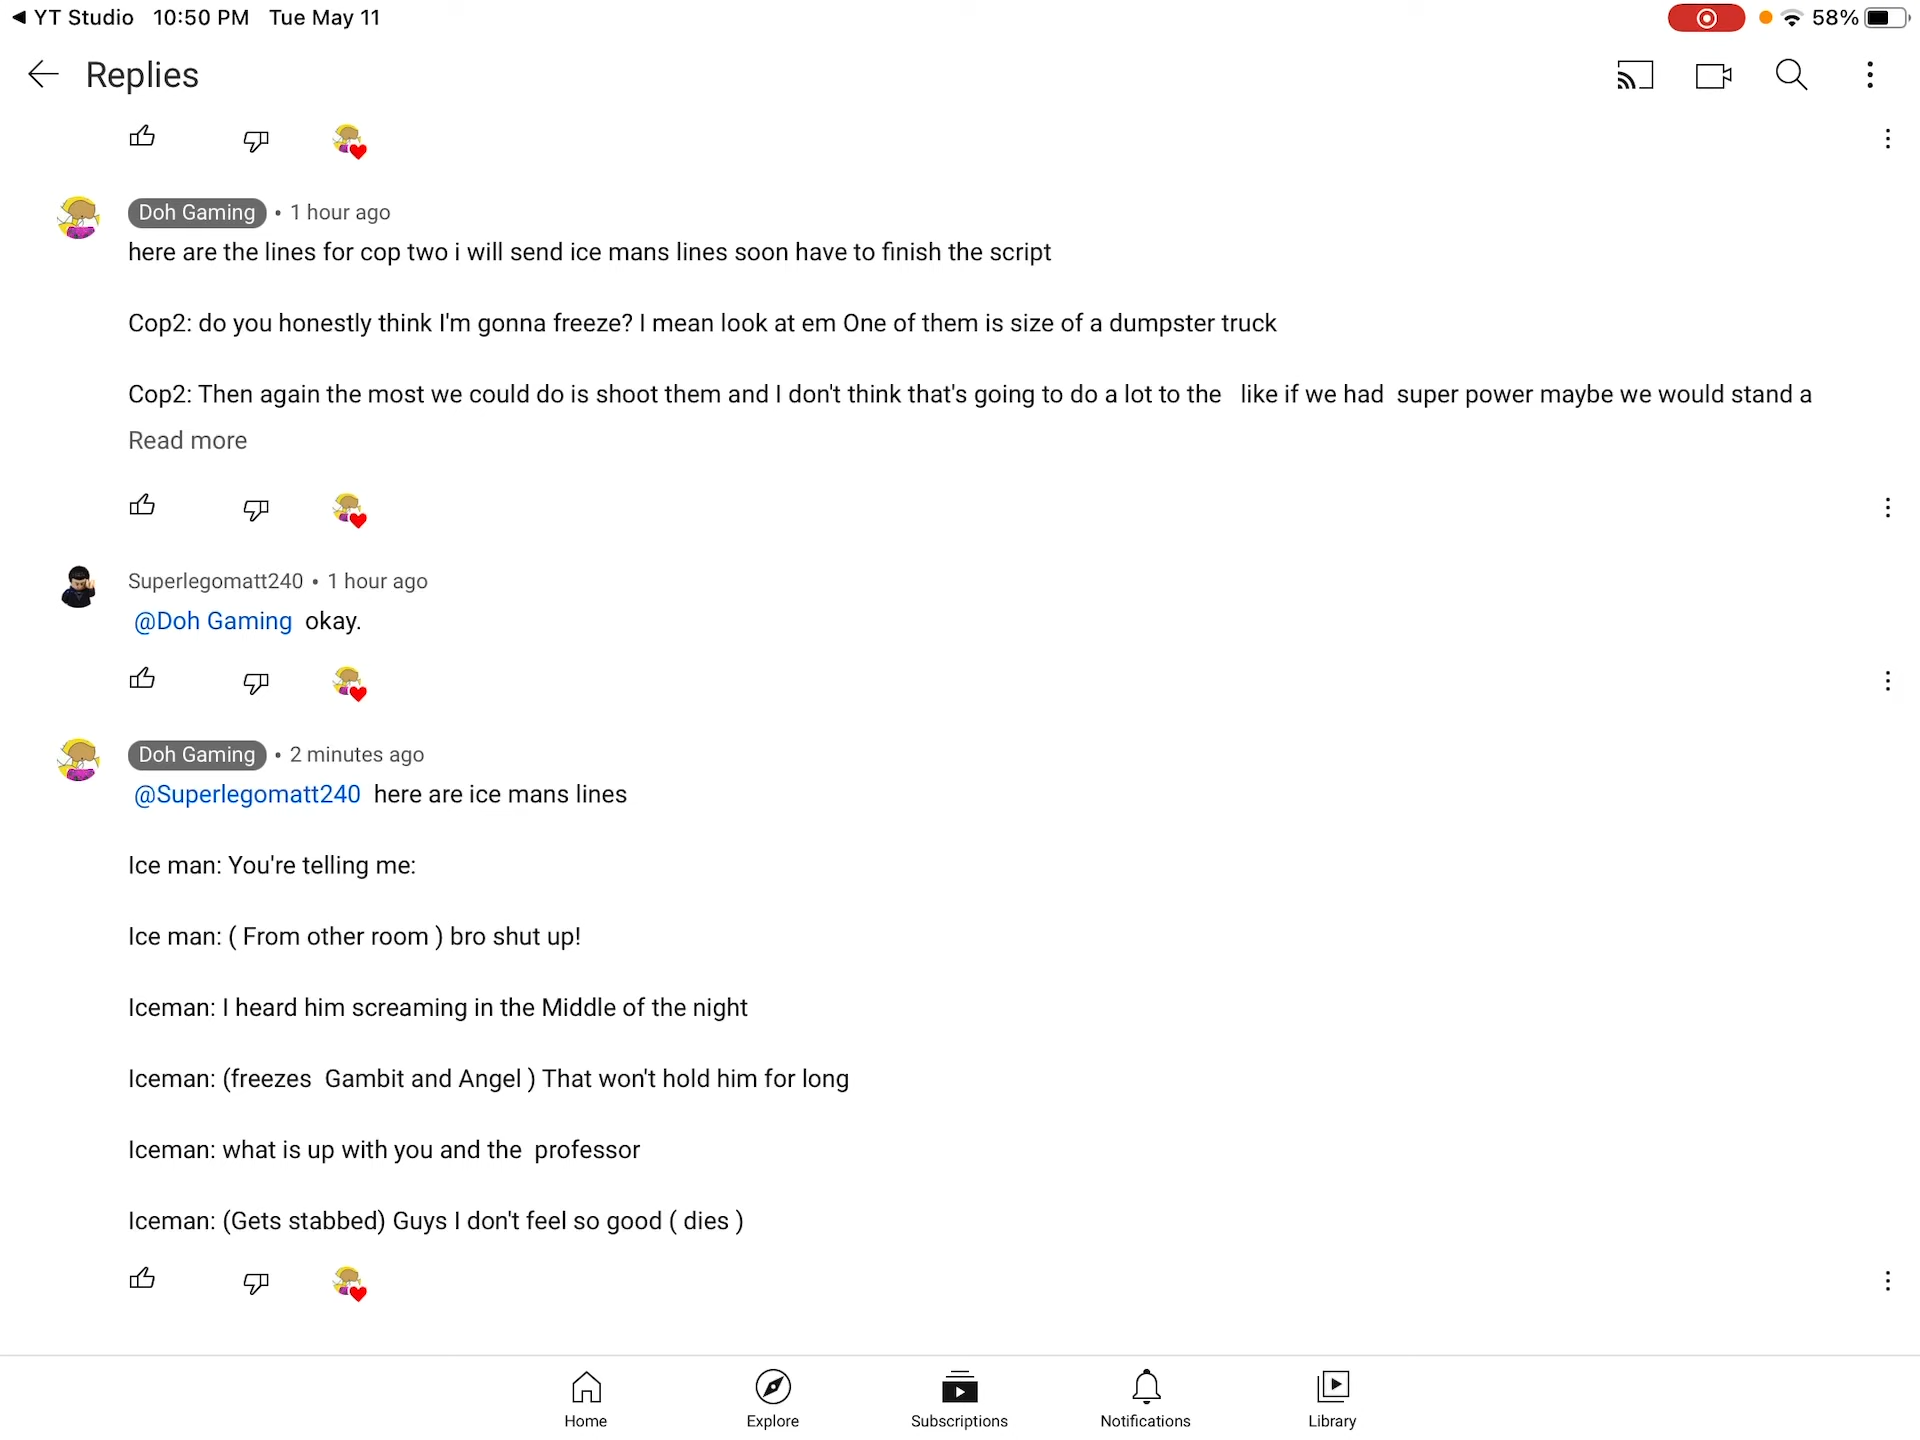 YT Studio 10:50 PM Tue May 11 58%
Replies
Doh Gaming • 1 hour ago
here are the lines for cop two i will send ice mans lines soon have to finish the script
Cop2: do you honestly think I'm gonna freeze? I mean look at em One of them is size of a dumpster truck
Cop2: Then again the most we could do is shoot them and I don't think that's going to do a lot to the like if we had super power maybe we would stand a
Read more
Superlegomatt240 • 1 hour ago
@Doh Gaming okay.
Doh Gaming • 2 minutes ago
@Superlegomatt240 here are ice mans lines
Ice man: You're telling me:
Ice man: ( From other room ) bro shut up!
Iceman: I heard him screaming in the Middle of the night
Iceman: (freezes Gambit and Angel ) That won't hold him for long
Iceman: what is up with you and the professor
Iceman: (Gets stabbed) Guys I don't feel so good ( dies )
Home Explore Subscriptions Notifications Library